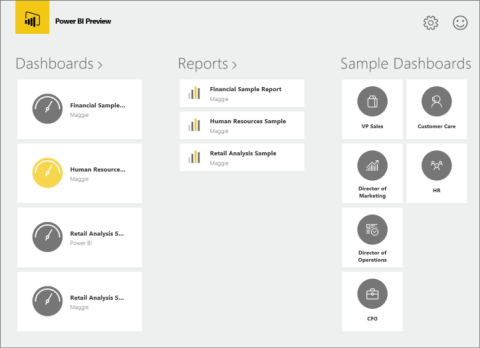 Power BI Preview
Dashboards >
Financial Sample...
Maggie
Human Resource...
Maggie
Retail Analysis S...
Power BI
Retail Analysis S...
Maggie
Reports >
Financial Sample Report
Maggie
Human Resources Sample
Maggie
Retail Analysis Sample
Maggie
Sample Dashboards
VP Sales
Customer Care
Director of
Marketing
HR
Director of
Operations
CFO